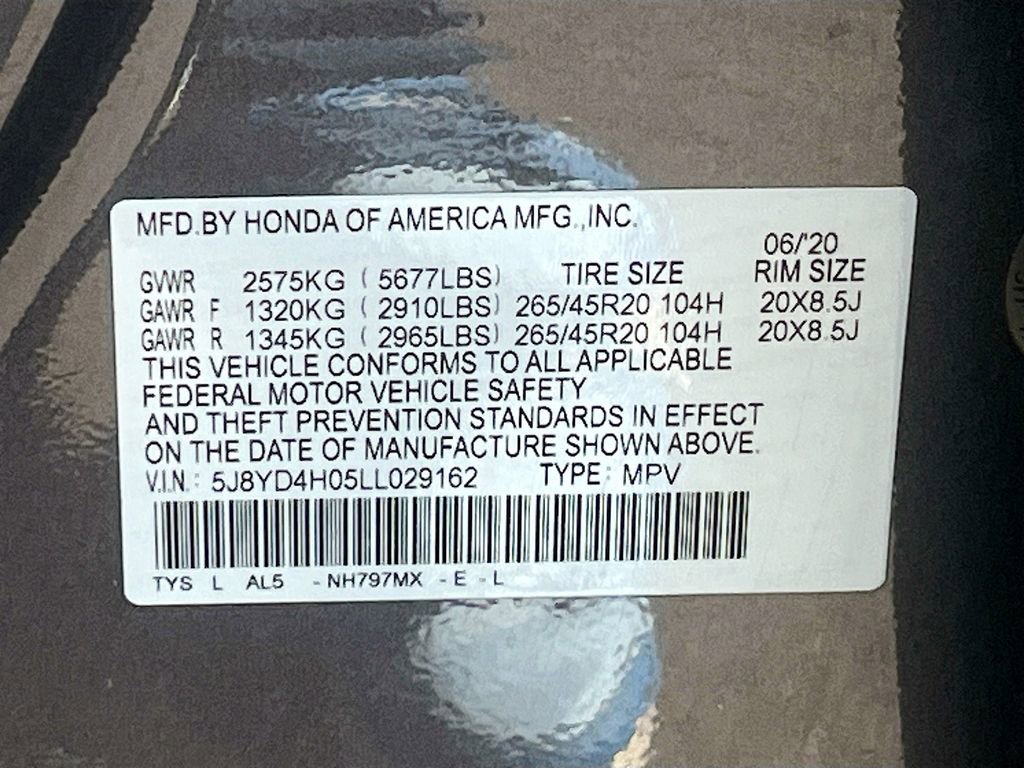 MFD.BY HONDA OF AMERICA MFG.,INC.
06/'20
GVWR 2575KG ( 5677LBS) TIRE SIZE RIM SIZE
GAWR F 1320KG ( 2910LBS) 265/45R20 104H 20X8.5J
GAWR R 1345KG ( 2965LBS) 265/45R20 104H 20X8.5J
THIS VEHICLE CONFORMS TO ALL APPLICABLE
FEDERAL MOTOR VEHICLE SAFETY
AND THEFT PREVENTION STANDARDS IN EFFECT
ON THE DATE OF MANUFACTURE SHOWN ABOVE.
V.I.N.: 5J8YD4H05LL029162 TYPE: MPV
TYS L AL5 - NH797MX - E - L